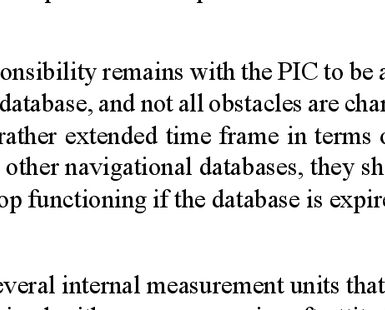 onsibility remains with the PIC to be a
database, and not all obstacles are char
rather extended time frame in terms o
other navigational databases, they sh
op functioning if the database is expire
everal internal measurement units that